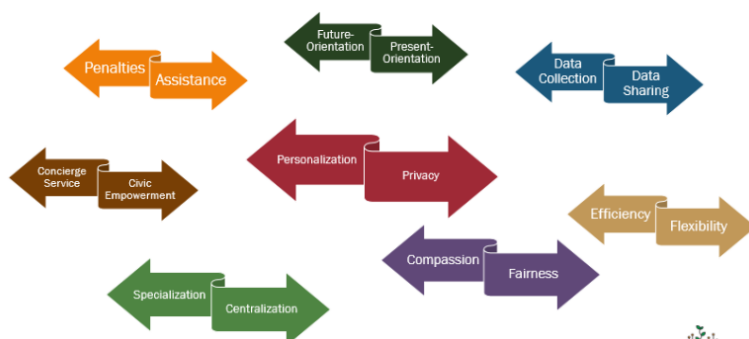 Future-
Orientation
Present-
Orientation
Penalties
Assistance
Data
Collection
Data
Sharing
Concierge
Service
Civic
Empowerment
Personalization
Privacy
Efficiency
Flexibility
Compassion
Fairness
Specialization
Centralization